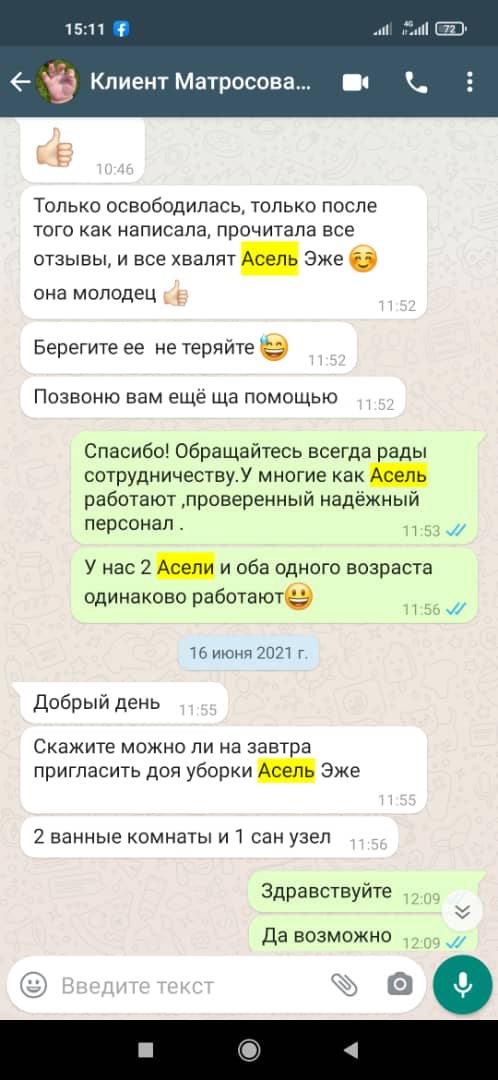 15:11
4G
72
Клиент Матросова...
10:46
Только освободилась, только после
того как написала, прочитала все
отзывы, и все хвалят Асель Эже
она молодец
11:52
Берегите ее не теряйте
11:52
Позвоню вам ещё ща помощью
11:52
Спасибо! Обращайтесь всегда рады
сотрудничеству.У многие как Асель
работают ,проверенный надёжный
персонал .
11:53
У нас 2 Асели и оба одного возраста
одинаково работают
11:56
16 июня 2021 г.
Добрый день
11:55
Скажите можно ли на завтра
пригласить доя уборки Асель Эже
11:55
2 ванные комнаты и 1 сан узел
11:56
Здравствуйте
12:09
Да возможно
12:09
Введите текст